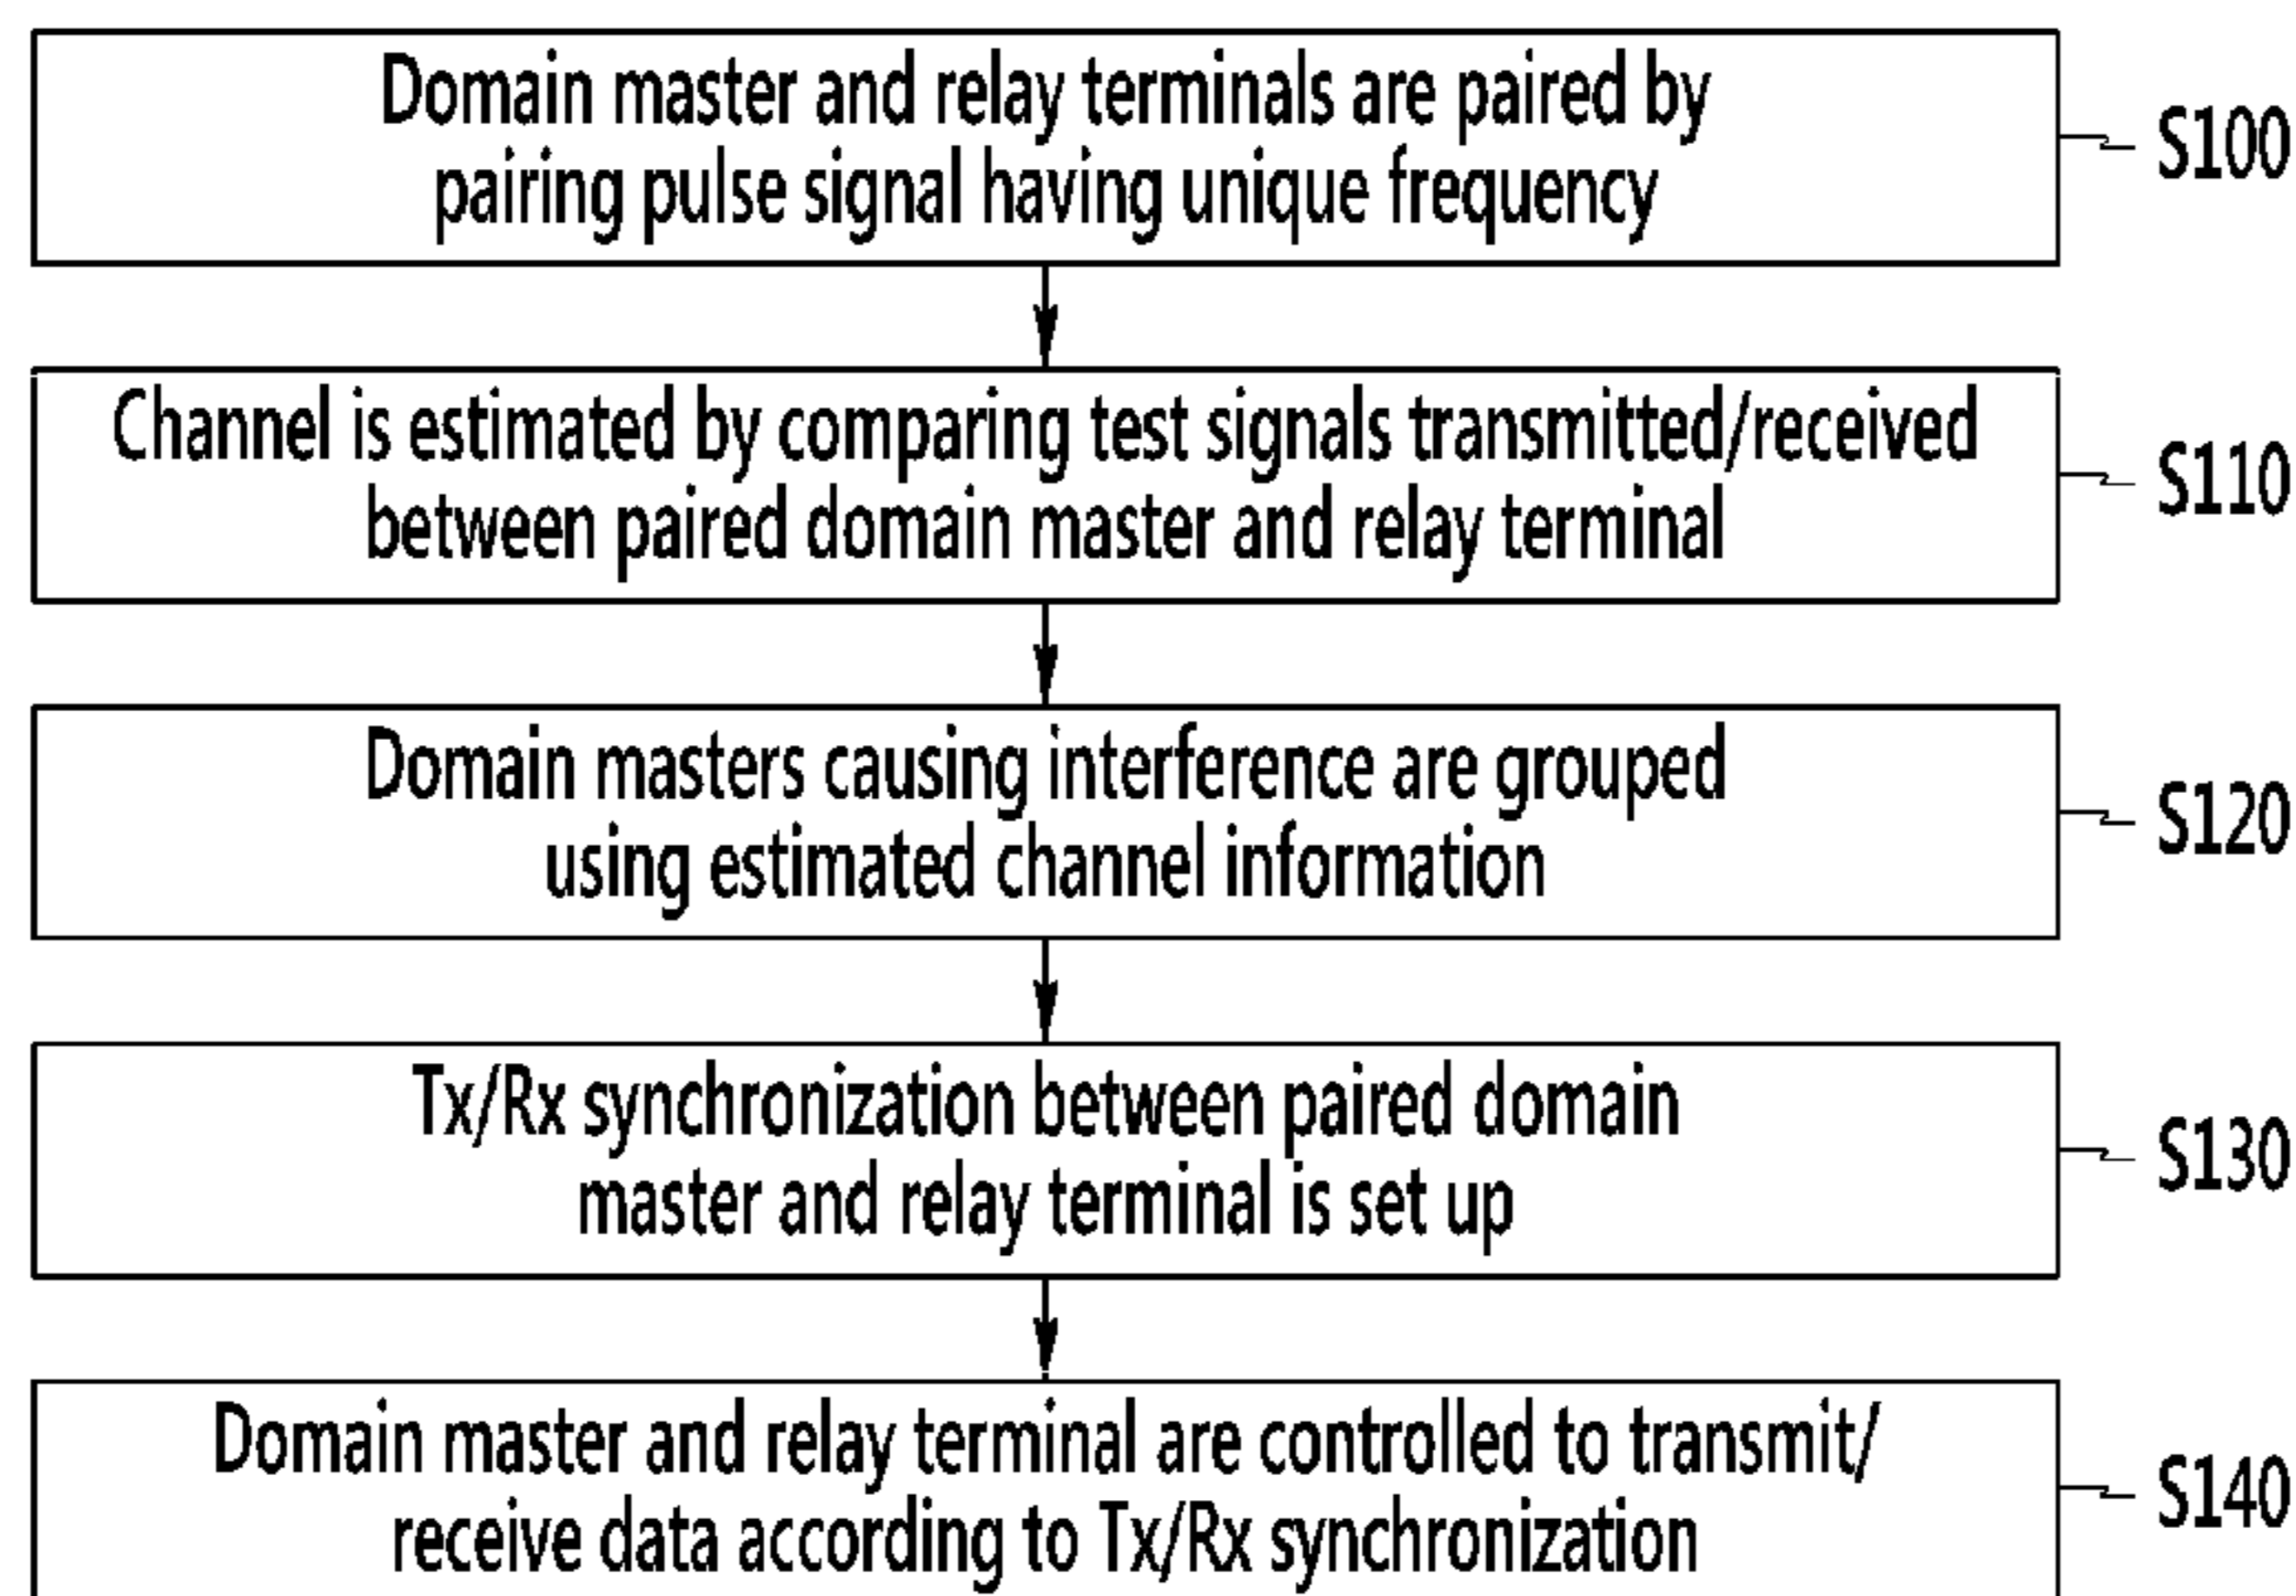 Domain master and relay terminals are paired by
pairing pulse signal having unique frequency
S100
Channel is estimated by comparing test signals transmitted/received
between paired domain master and relay terminal
S110
Domain masters causing interference are grouped
using estimated channel information
S120
Tx/Rx synchronization between paired domain
master and relay terminal is set up
S130
Domain master and relay terminal are controlled to transmit/
receive data according to Tx/Rx synchronization
S140